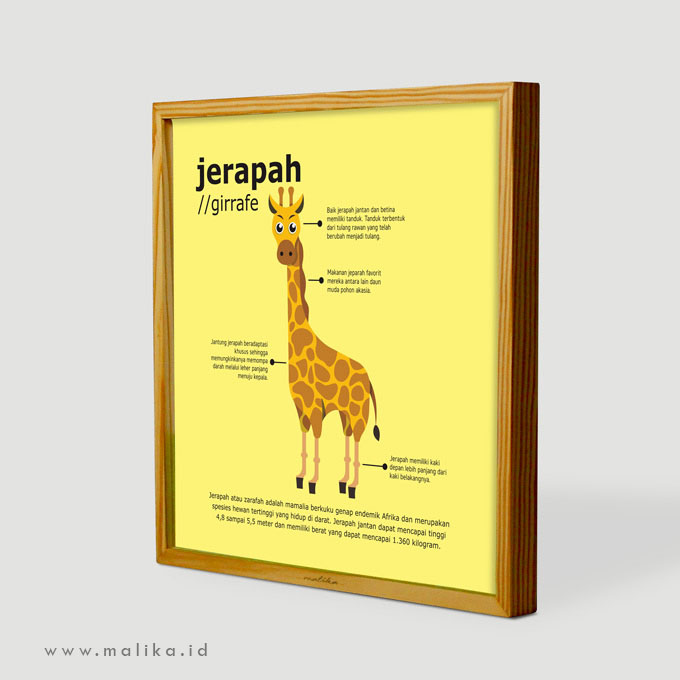 jerapah
//girrafe
Baik jerapah jantan dan betina
memiliki tanduk. Tanduk terbentuk
dari tulang rawan yang telah
berubah menjadi tulang.
Makanan jeparah favorit
mereka antara lain daun
muda pohon akasia.
Jantung jerapah beradaptasi
khusus sehingga
memungkinkanya memompa
darah melalui leher panjang
menuju kepala.
Jerapah memiliki kaki
depan lebih panjang dari
kaki belakangnya.
Jerapah atau zarafah adalah mamalia berkuku genap endemik Afrika dan merupakan
spesies hewan tertinggi yang hidup di darat. Jerapah jantan dapat mencapai tinggi
4,8 sampai 5,5 meter dan memiliki berat yang dapat mencapai 1.360 kilogram.
malika
www.malika.id